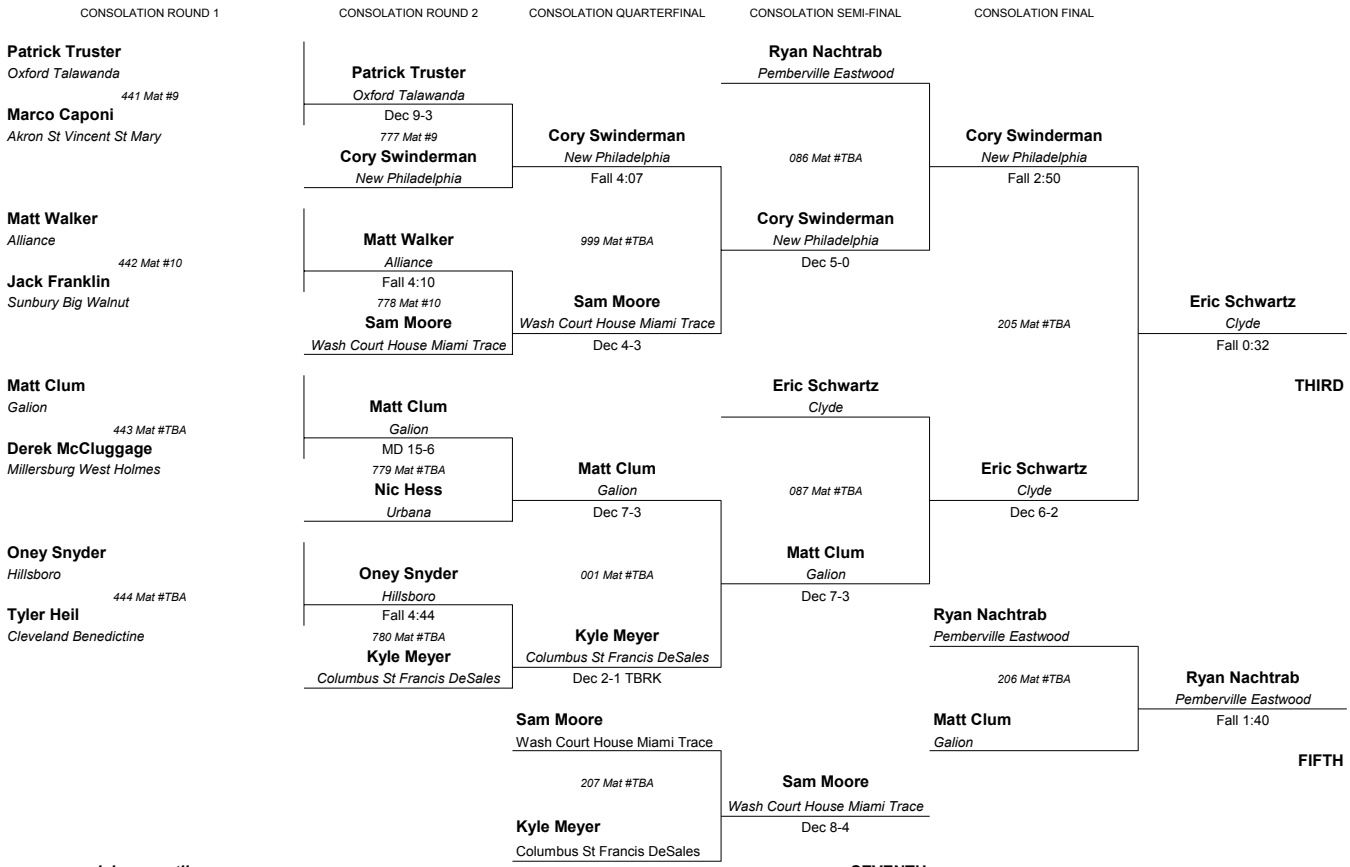 CONSOLATION ROUND 1
CONSOLATION ROUND 2
CONSOLATION QUARTERFINAL
CONSOLATION SEMI-FINAL
CONSOLATION FINAL
Patrick Truster
Oxford Talawanda
441 Mat #9
Marco Caponi
Akron St Vincent St Mary
Matt Walker
Alliance
442 Mat #10
Jack Franklin
Sunbury Big Walnut
Matt Clum
Galion
443 Mat #TBA
Derek McCluggage
Millersburg West Holmes
Oney Snyder
Hillsboro
444 Mat #TBA
Tyler Heil
Cleveland Benedictine
Patrick Truster
Oxford Talawanda
Dec 9-3
777 Mat #9
Cory Swinderman
New Philadelphia
Matt Walker
Alliance
Fall 4:10
778 Mat #10
Sam Moore
Wash Court House Miami Trace
Matt Clum
Galion
MD 15-6
779 Mat #TBA
Nic Hess
Urbana
Oney Snyder
Hillsboro
Fall 4:44
780 Mat #TBA
Kyle Meyer
Columbus St Francis DeSales
Cory Swinderman
New Philadelphia
Fall 4:07
999 Mat #TBA
Sam Moore
Wash Court House Miami Trace
Dec 4-3
Matt Clum
Galion
Dec 7-3
001 Mat #TBA
Kyle Meyer
Columbus St Francis DeSales
Dec 2-1 TBRK
Sam Moore
Wash Court House Miami Trace
207 Mat #TBA
Kyle Meyer
Columbus St Francis DeSales
Ryan Nachtrab
Pemberville Eastwood
086 Mat #TBA
Cory Swinderman
New Philadelphia
Dec 5-0
Eric Schwartz
Clyde
087 Mat #TBA
Matt Clum
Galion
Dec 7-3
Sam Moore
Wash Court House Miami Trace
Dec 8-4
Cory Swinderman
New Philadelphia
Fall 2:50
205 Mat #TBA
Eric Schwartz
Clyde
Dec 6-2
Ryan Nachtrab
Pemberville Eastwood
206 Mat #TBA
Matt Clum
Galion
Eric Schwartz
Clyde
Fall 0:32
THIRD
Ryan Nachtrab
Pemberville Eastwood
Fall 1:40
FIFTH